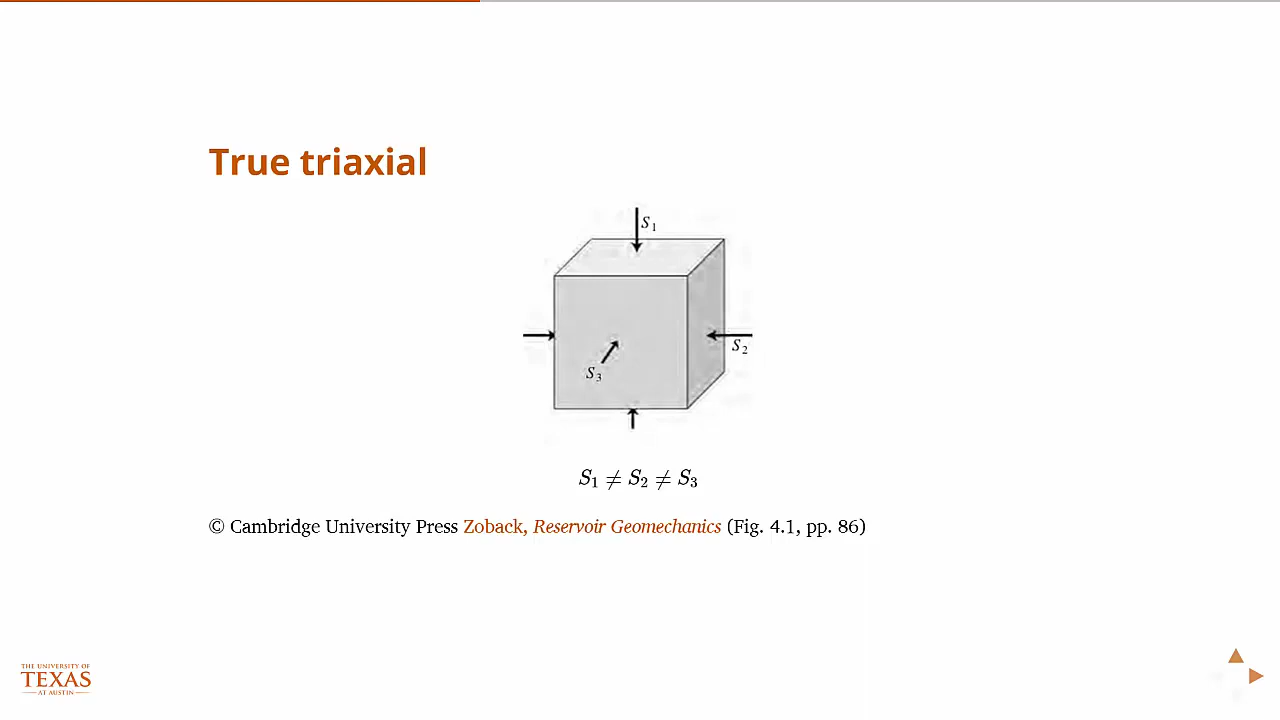 True triaxial
S1
S2
S3
S1 ≠ S2 ≠ S3
© Cambridge University Press Zoback, Reservoir Geomechanics (Fig. 4.1, pp. 86)
THE UNIVERSITY OF
TEXAS
AT AUSTIN